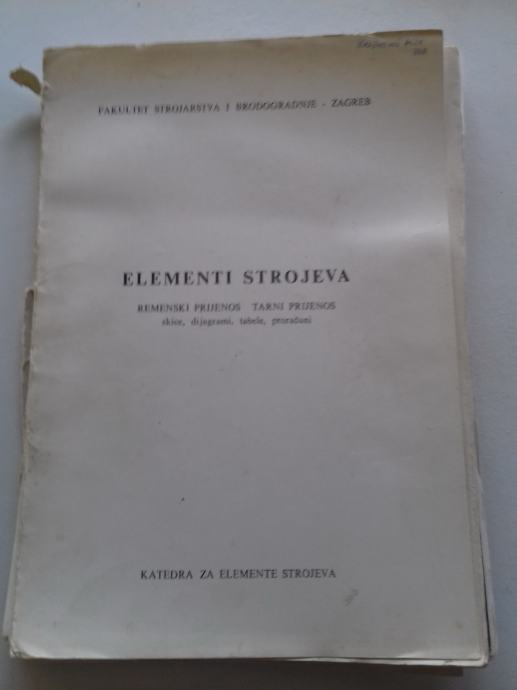 FAKULTET STROJARSTVA I BRODOGRADNJE - ZAGREB
ELEMENTI STROJEVA
REMENSKI PRIJENOS TARNI PRIJENOS
skice, dijagrami, tabele, proračuni
KATEDRA ZA ELEMENTE STROJEVA